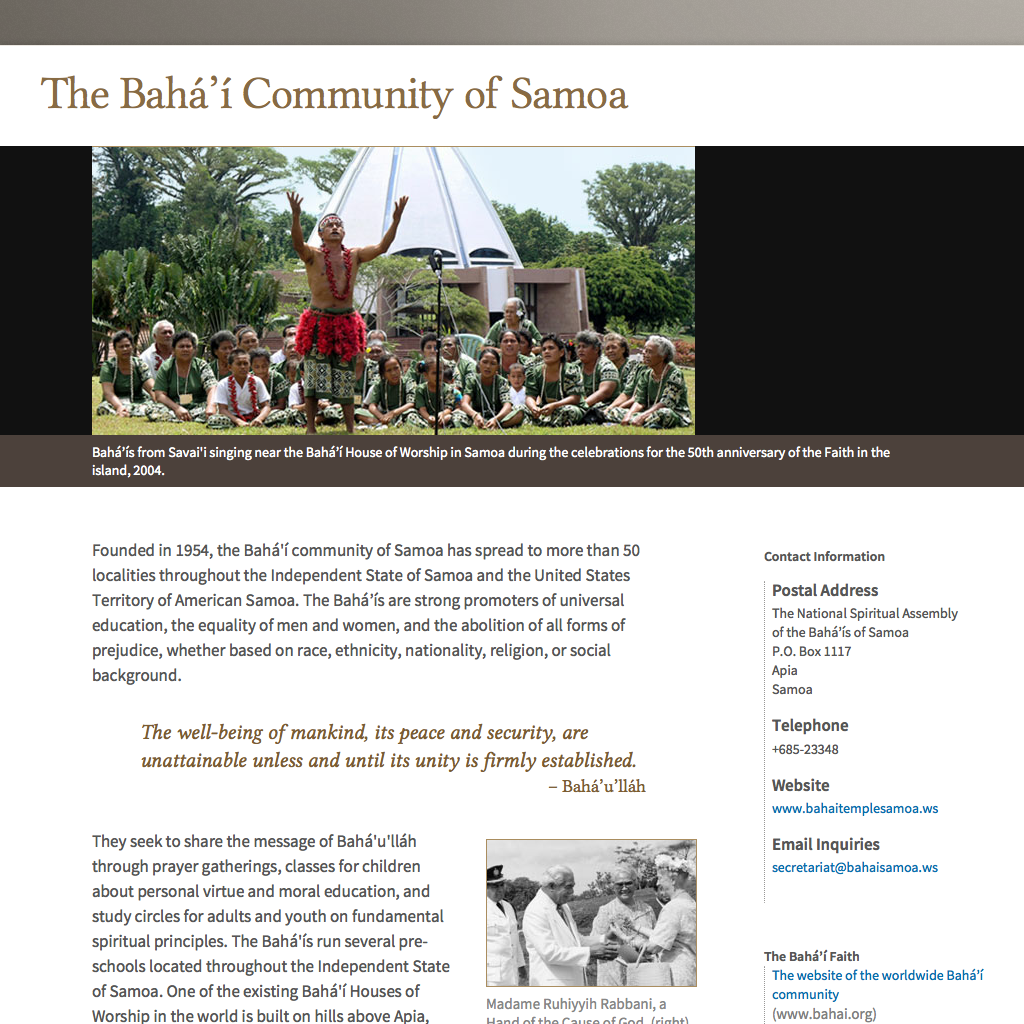 The Bahá’í Community of Samoa
Bahá’ís from Savai'i singing near the Bahá’í House of Worship in Samoa during the celebrations for the 50th anniversary of the Faith in the
island, 2004.
Founded in 1954, the Bahá'í community of Samoa has spread to more than 50
localities throughout the Independent State of Samoa and the United States
Territory of American Samoa. The Bahá’ís are strong promoters of universal
education, the equality of men and women, and the abolition of all forms of
prejudice, whether based on race, ethnicity, nationality, religion, or social
background.
The well-being of mankind, its peace and security, are
unattainable unless and until its unity is firmly established.
– Bahá’u’lláh
They seek to share the message of Bahá'u'lláh
through prayer gatherings, classes for children
about personal virtue and moral education, and
study circles for adults and youth on fundamental
spiritual principles. The Bahá'ís run several pre-
schools located throughout the Independent State
of Samoa. One of the existing Bahá'í Houses of
Worship in the world is built on hills above Apia,
Madame Ruhiyyih Rabbani, a
Hand of the Cause of God, (right)
Contact Information
Postal Address
The National Spiritual Assembly
of the Bahá’ís of Samoa
P.O. Box 1117
Apia
Samoa
Telephone
+685-23348
Website
www.bahaitemplesamoa.ws
Email Inquiries
secretariat@bahaisamoa.ws
The Bahá’í Faith
The website of the worldwide Bahá’í
community
(www.bahai.org)